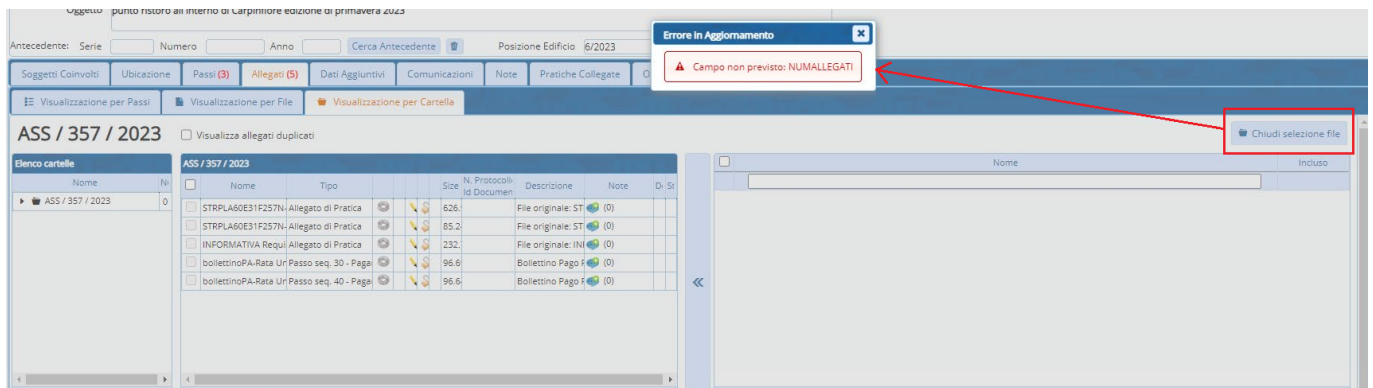 Oggetto punto ristoro all'interno di Carpinfiore edizione di primavera 2023
Errore in Aggiornamento
Antecedente: Serie Numero Anno Cerca Antecedente Posizione Edificio 6/2023
Campo non previsto: NUMALLEGATI
Soggetti Coinvolti Ubicazione Passi (3) Allegati (5) Dati Aggiuntivi Comunicazioni Note Pratiche Collegate O
Visualizzazione per Passi Visualizzazione per File Visualizzazione per Cartella
ASS / 357 / 2023 Visualizza allegati duplicati Chiudi selezione file
Elenco cartelle ASS / 357 / 2023 Nome Incluso
Nome Nome Tipo Size N. Protocoll Id Documen Descrizione Note
ASS / 357 / 2023 0
STRPLA60E31F257N- Allegato di Pratica 626. File originale: ST (0)
STRPLA60E31F257N- Allegato di Pratica 85.2 File originale: ST (0)
INFORMATIVA Requi Allegato di Pratica 232. File originale: INI (0)
bollettinoPA-Rata Ur Passo seq. 30 - Paga 96.6 Bollettino Pago (0)
bollettinoPA-Rata Ur Passo seq. 40 - Paga 96.6 Bollettino Pago (0)
«